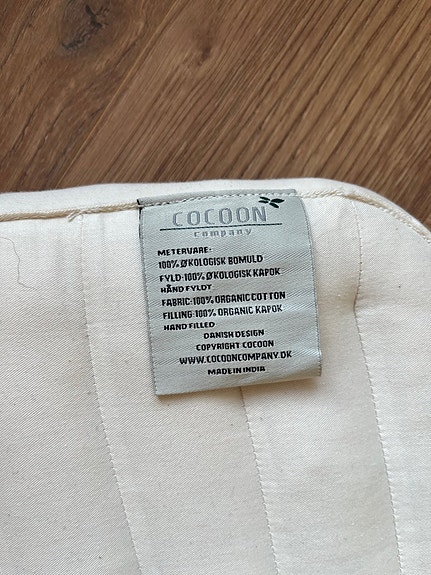 COCOON
company
METERVARE:
100% ØKOLOGISK BOMULD
FYLD:100% ØKOLOGISK KAPOK
HÅND FYLDT
FABRIC:100% ORGANIC COTTON
FILLING:100% ORGANIC KAPOK
HAND FILLED
DANISH DESIGN
COPYRIGHT COCOON
WWW.COCOONCOMPANY.DK
MADE IN INDIA